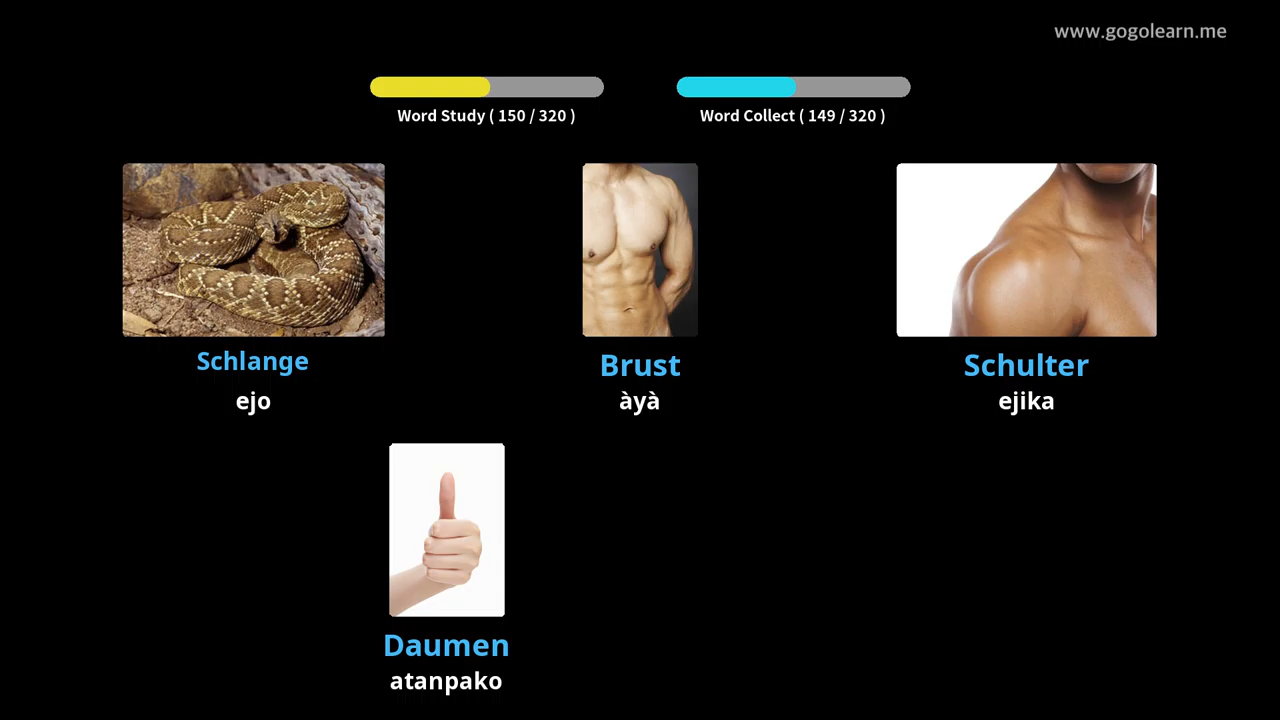 www.gogolearn.me
Word Study ( 150 / 320 )
Word Collect ( 149 / 320 )
Schlange
ejo
Brust
àyà
Schulter
ejika
Daumen
atanpako